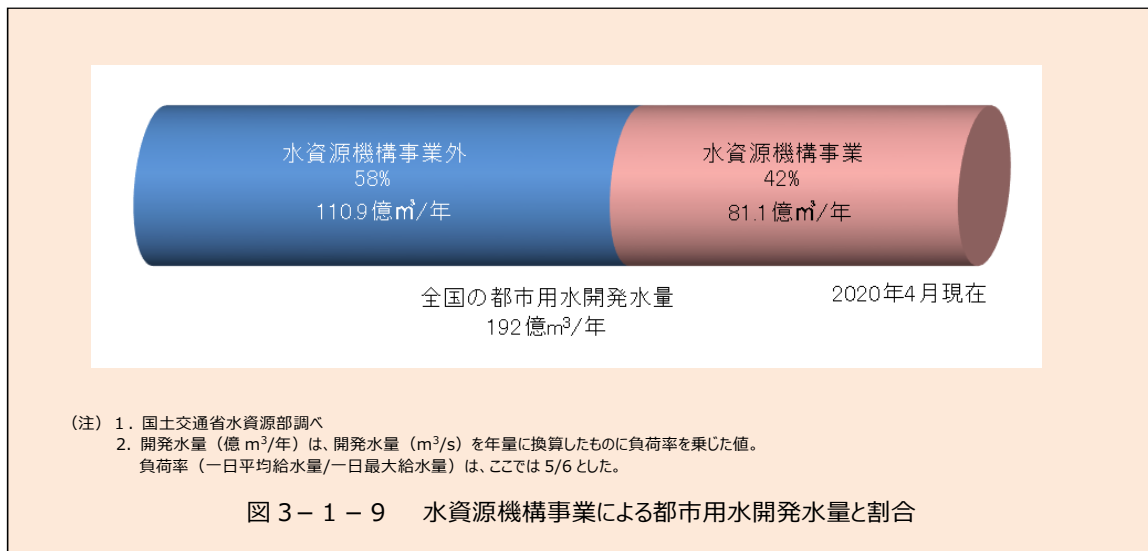 水資源機構事業外
58%
110.9億㎥/年
水資源機構事業
42%
81.1億㎥/年
全国の都市用水開発水量
192億m³/年
2020年4月現在
（注）１．国土交通省水資源部調べ
2．開発水量（億 m³/年）は、開発水量（m³/s）を年量に換算したものに負荷率を乗じた値。
負荷率（一日平均給水量/一日最大給水量）は、ここでは 5/6 とした。
図３－１－９　水資源機構事業による都市用水開発水量と割合